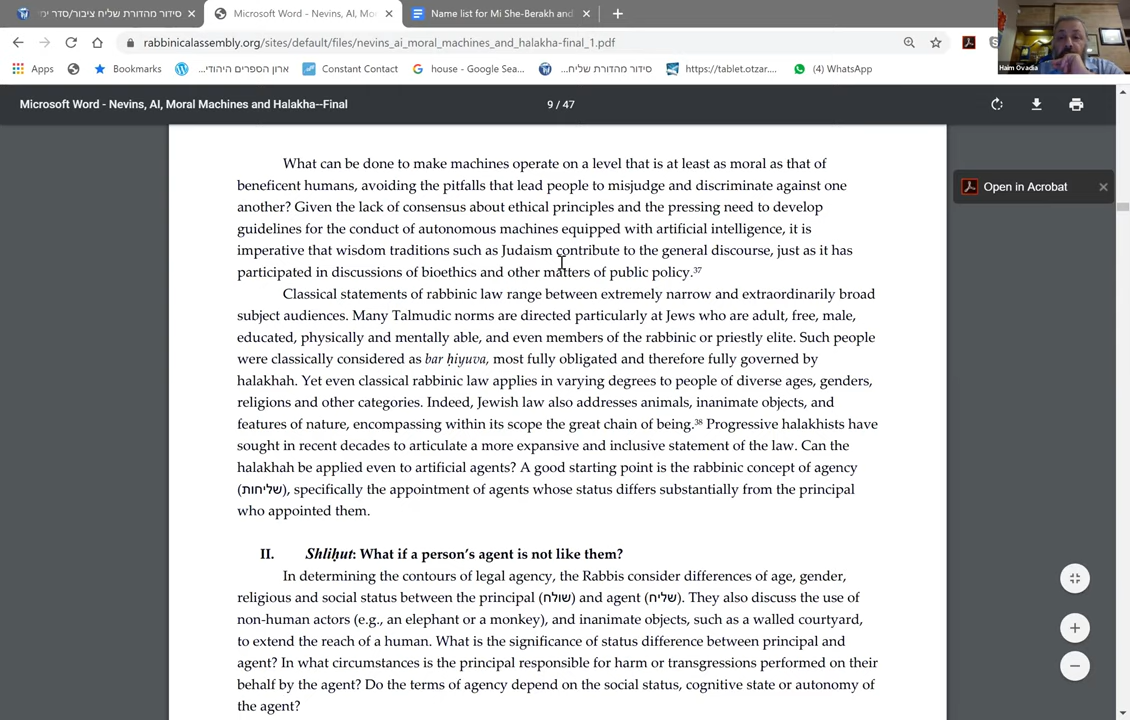 סידור מהדורת שליח ציבור/סדר ימי
Microsoft Word - Nevins, AI, Mo
Name list for Mi She-Berakh and
rabbinicalassembly.org/sites/default/files/nevins_ai_moral_machines_and_halakha-final_1.pdf
Apps
Bookmarks
ארון הספרים היהודי...
Constant Contact
house - Google Sea...
סידור מהדורת שליח...
https://tablet.otzar....
(4) WhatsApp
Haim Ovadia
Microsoft Word - Nevins, AI, Moral Machines and Halakha--Final
9 / 47
Open in Acrobat
What can be done to make machines operate on a level that is at least as moral as that of
beneficent humans, avoiding the pitfalls that lead people to misjudge and discriminate against one
another? Given the lack of consensus about ethical principles and the pressing need to develop
guidelines for the conduct of autonomous machines equipped with artificial intelligence, it is
imperative that wisdom traditions such as Judaism contribute to the general discourse, just as it has
participated in discussions of bioethics and other matters of public policy.³⁷
Classical statements of rabbinic law range between extremely narrow and extraordinarily broad
subject audiences. Many Talmudic norms are directed particularly at Jews who are adult, free, male,
educated, physically and mentally able, and even members of the rabbinic or priestly elite. Such people
were classically considered as bar ḥiyuva, most fully obligated and therefore fully governed by
halakhah. Yet even classical rabbinic law applies in varying degrees to people of diverse ages, genders,
religions and other categories. Indeed, Jewish law also addresses animals, inanimate objects, and
features of nature, encompassing within its scope the great chain of being.³⁸ Progressive halakhists have
sought in recent decades to articulate a more expansive and inclusive statement of the law. Can the
halakhah be applied even to artificial agents? A good starting point is the rabbinic concept of agency
(שליחות), specifically the appointment of agents whose status differs substantially from the principal
who appointed them.
II. Shliḥut: What if a person's agent is not like them?
In determining the contours of legal agency, the Rabbis consider differences of age, gender,
religious and social status between the principal (שולח) and agent (שליח). They also discuss the use of
non-human actors (e.g., an elephant or a monkey), and inanimate objects, such as a walled courtyard,
to extend the reach of a human. What is the significance of status difference between principal and
agent? In what circumstances is the principal responsible for harm or transgressions performed on their
behalf by the agent? Do the terms of agency depend on the social status, cognitive state or autonomy of
the agent?